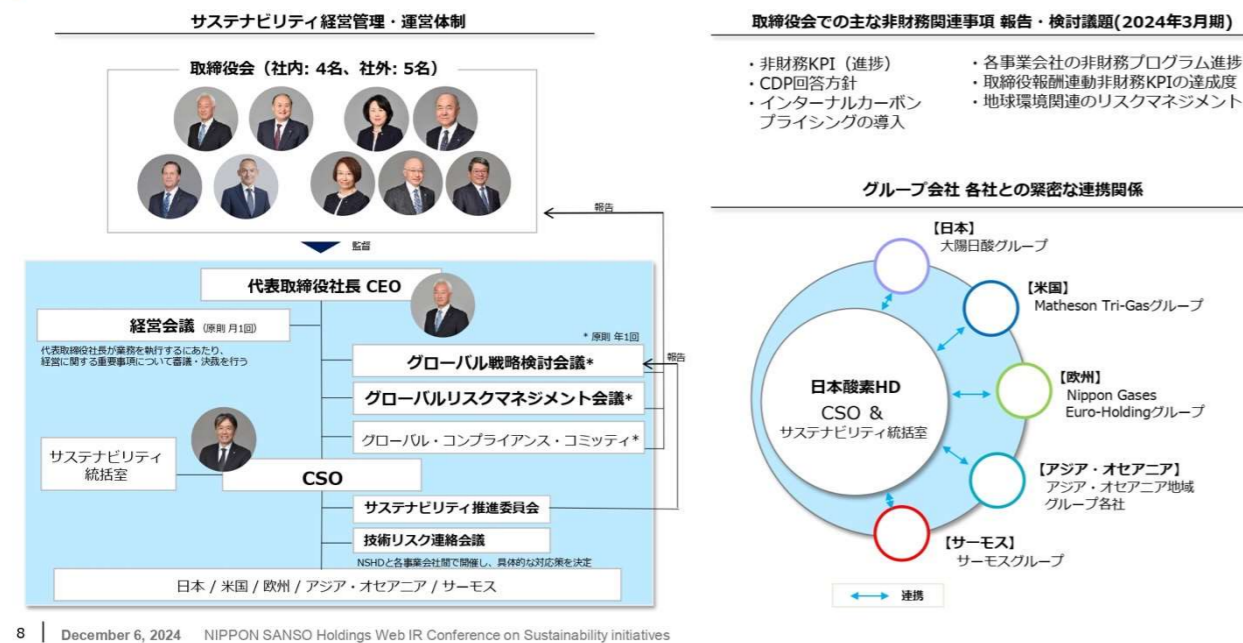 サステナビリティ経営管理・運営体制
取締役会（社内: 4名、社外: 5名）
報告
監督
代表取締役社長 CEO
経営会議（原則 月1回）
代表取締役社長が業務を執行するにあたり、
経営に関する重要事項について審議・決裁を行う
* 原則 年1回
グローバル戦略検討会議*
報告
グローバルリスクマネジメント会議*
グローバル・コンプライアンス・コミッティ*
サステナビリティ
統括室
CSO
サステナビリティ推進委員会
技術リスク連絡会議
NSHDと各事業会社間で開催し、具体的な対応策を決定
日本 / 米国 / 欧州 / アジア・オセアニア / サーモス
取締役会での主な非財務関連事項 報告・検討議題(2024年3月期)
・非財務KPI（進捗）
・CDP回答方針
・インターナルカーボン
プライシングの導入
・各事業会社の非財務プログラム進捗
・取締役報酬連動非財務KPIの達成度
・地球環境関連のリスクマネジメント
グループ会社 各社との緊密な連携関係
【日本】
大陽日酸グループ
【米国】
Matheson Tri-Gasグループ
【欧州】
Nippon Gases
Euro-Holdingグループ
日本酸素HD
CSO &
サステナビリティ統括室
【アジア・オセアニア】
アジア・オセアニア地域
グループ各社
【サーモス】
サーモスグループ
連携
8 | December 6, 2024 NIPPON SANSO Holdings Web IR Conference on Sustainability initiatives